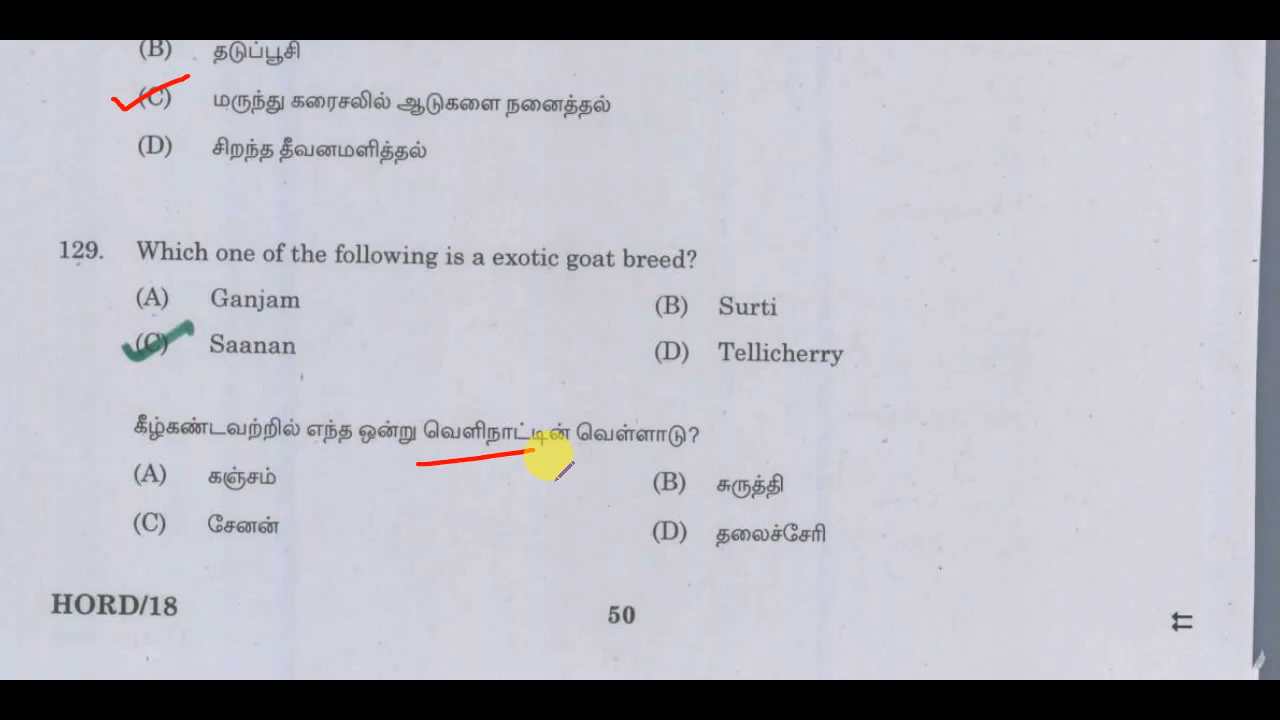 (B) தடுப்பூசி
(C) மருந்து கரைசலில் ஆடுகளை நனைத்தல்
(D) சிறந்த தீவனமளித்தல்
129. Which one of the following is a exotic goat breed?
(A) Ganjam (B) Surti
(C) Saanan (D) Tellicherry
கீழ்கண்டவற்றில் எந்த ஒன்று வெளிநாட்டின் வெள்ளாடு?
(A) கஞ்சம் (B) சுருத்தி
(C) சேனன் (D) தலைச்சேரி
HORD/18 50 ⇇